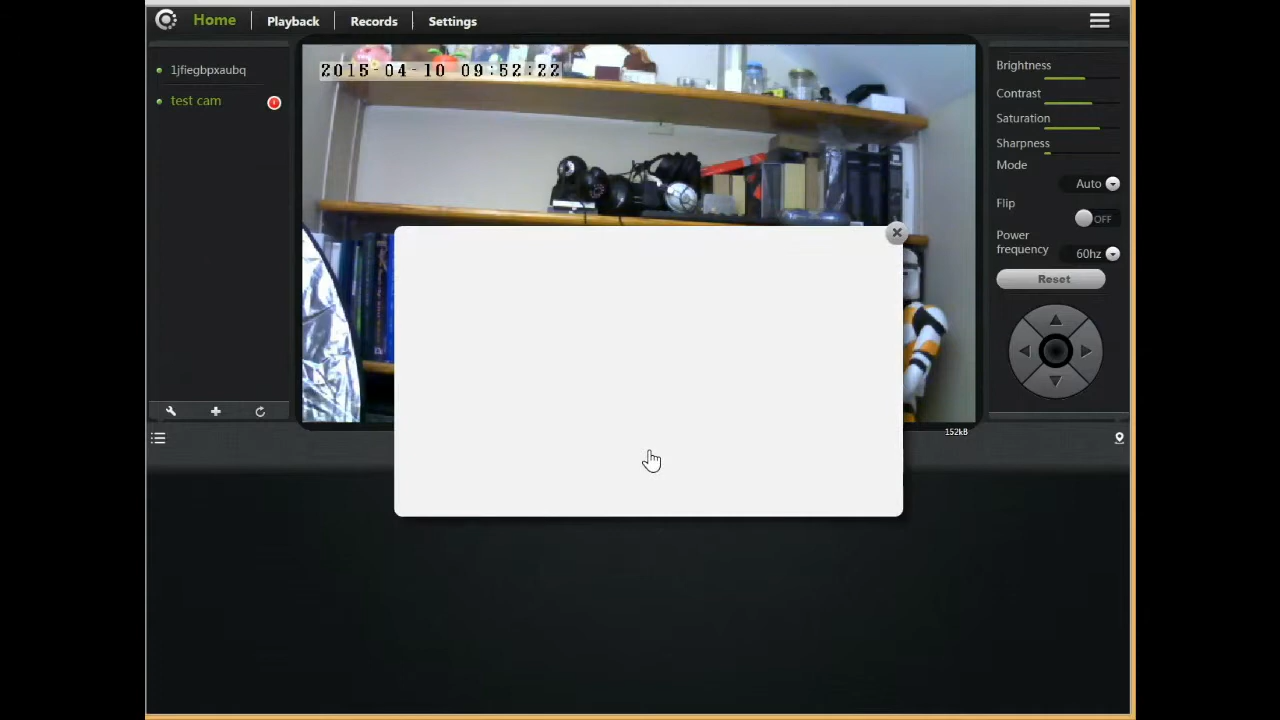 Home
Playback
Records
Settings
1jfiegbpxaubq
test cam
2015-04-10 09:52:22
Brightness
Contrast
Saturation
Sharpness
Mode
Auto
Flip
OFF
Power
frequency
60hz
Reset
152kB